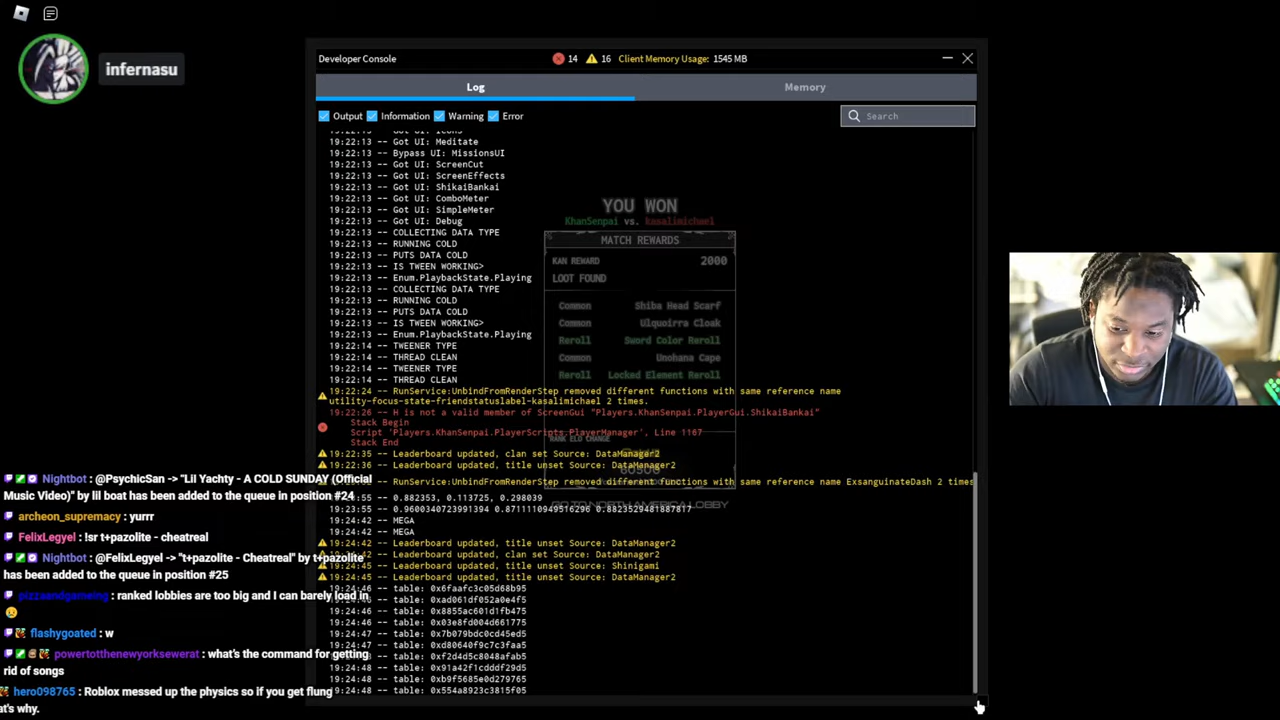 infernasu
Developer Console
14
16
Client Memory Usage: 1545 MB
Log
Memory
Output
Information
Warning
Error
Search
19:22:13 -- Got UI: Meditate
19:22:13 -- Bypass UI: MissionsUI
19:22:13 -- Got UI: ScreenCut
19:22:13 -- Got UI: ScreenEffects
19:22:13 -- Got UI: ShikaiBankai
19:22:13 -- Got UI: ComboMeter
19:22:13 -- Got UI: SimpleMeter
19:22:13 -- Got UI: Debug
19:22:13 -- COLLECTING DATA TYPE
19:22:13 -- RUNNING COLD
19:22:13 -- PUTS DATA COLD
19:22:13 -- IS TWEEN WORKING>
19:22:13 -- Enum.PlaybackState.Playing
19:22:13 -- COLLECTING DATA TYPE
19:22:13 -- RUNNING COLD
19:22:13 -- PUTS DATA COLD
19:22:13 -- IS TWEEN WORKING>
19:22:13 -- Enum.PlaybackState.Playing
19:22:14 -- TWEENER TYPE
19:22:14 -- THREAD CLEAN
19:22:14 -- TWEENER TYPE
19:22:14 -- THREAD CLEAN
19:22:24 -- RunService:UnbindFromRenderStep removed different functions with same reference name
utility-focus-state-friendstatuslabel-kasalimichael 2 times.
19:22:26 -- H is not a valid member of ScreenGui "Players.KhanSenpai.PlayerGui.ShikaiBankai"
Stack Begin
Script 'Players.KhanSenpai.PlayerScripts.PlayerManager', Line 1167
Stack End
19:22:35 -- Leaderboard updated, clan set Source: DataManager2
19:22:36 -- Leaderboard updated, title unset Source: DataManager2
-- RunService:UnbindFromRenderStep removed different functions with same reference name ExsanguinateDash 2 times
:23:55 -- 0.882353, 0.113725, 0.298039
19:23:55 -- 0.9600340723991394 0.8711110949516296 0.8823529481887817
19:24:42 -- MEGA
19:24:42 -- MEGA
19:24:42 -- Leaderboard updated, title unset Source: DataManager2
-- Leaderboard updated, clan set Source: DataManager2
19:24:45 -- Leaderboard updated, title unset Source: Shinigami
19:24:45 -- Leaderboard updated, title unset Source: DataManager2
19:24:46 -- table: 0x6faafc3c05d68b95
19:24:46 -- table: 0xad061df052a0e4f5
19:24:46 -- table: 0x8855ac601d1fb475
19:24:46 -- table: 0x03e8fd004d661775
19:24:47 -- table: 0x7b079bdc0cd45ed5
19:24:47 -- table: 0xd80640f9c7c3faa5
-- table: 0xf2d4d5c8048afab5
19:24:48 -- table: 0x91a42f1cdddf29d5
19:24:48 -- table: 0xb9f5685e0d279765
19:24:48 -- table: 0x554a8923c3815f05
YOU WON
KhanSenpai vs. kasalimichael
MATCH REWARDS
KAN REWARD 2000
LOOT FOUND
Common Shiba Head Scarf
Common Ulquoirra Cloak
Reroll Sword Color Reroll
Common Unohana Cape
Reroll Locked Element Reroll
RANK ELO CHANGE
GO TO NORTH AMERICA LOBBY
Nightbot: @PsychicSan -> "Lil Yachty - A COLD SUNDAY (Official
Music Video)" by lil boat has been added to the queue in position #24
archeon_supremacy: yurrr
FelixLegyel: !sr t+pazolite - cheatreal
Nightbot: @FelixLegyel -> "t+pazolite - Cheatreal" by t+pazolite
has been added to the queue in position #25
: ranked lobbies are too big and I can barely load in
flashygoated: w
powertotthenewyorksewerat: what's the command for getting
rid of songs
hero098765: Roblox messed up the physics so if you get flung
at's why.